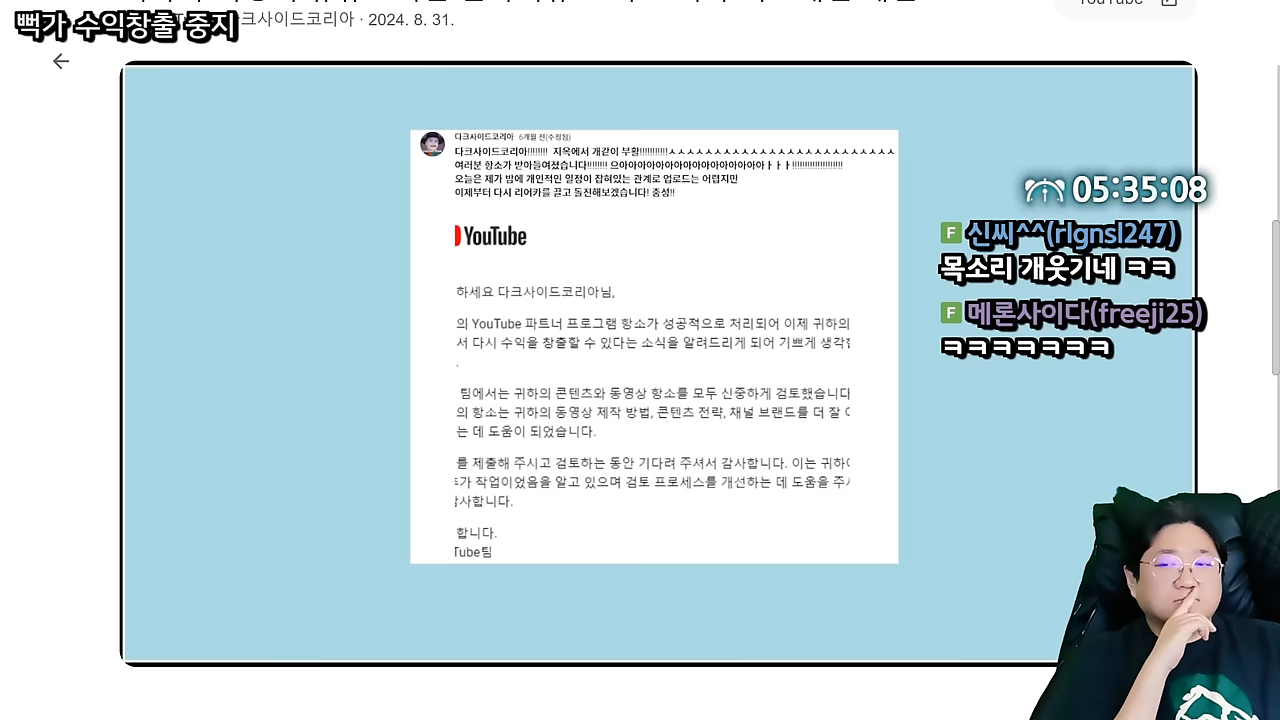 뻑가 수익창출 중지
크사이드코리아 · 2024. 8. 31.
YouTube
다크사이드코리아 6개월 전(수정됨)
다크사이드코리아!!!!!!!! 지옥에서 개같이 부활!!!!!!!!!!!ㅅㅅㅅㅅㅅㅅㅅㅅㅅㅅㅅㅅㅅㅅㅅㅅㅅㅅㅅㅅㅅㅅㅅㅅㅅ
여러분 항소가 받아들여졌습니다!!!!!!!! 으아아아아아아아아아아아아아아아아ㅏㅏㅏ!!!!!!!!!!!!!!!!!!!!
오늘은 제가 밤에 개인적인 일정이 잡혀있는 관계로 업로드는 어렵지만
이제부터 다시 리어카를 끌고 돌진해보겠습니다! 충성!!
YouTube
하세요 다크사이드코리아님,
의 YouTube 파트너 프로그램 항소가 성공적으로 처리되어 이제 귀하의
서 다시 수익을 창출할 수 있다는 소식을 알려드리게 되어 기쁘게 생각합
.
팀에서는 귀하의 콘텐츠와 동영상 항소를 모두 신중하게 검토했습니다
의 항소는 귀하의 동영상 제작 방법, 콘텐츠 전략, 채널 브랜드를 더 잘 이
는 데 도움이 되었습니다.
를 제출해 주시고 검토하는 동안 기다려 주셔서 감사합니다. 이는 귀하에
추가 작업이었음을 알고 있으며 검토 프로세스를 개선하는 데 도움을 주셔
감사합니다.
합니다.
Tube팀
05:35:08
F 신씨^^(rlgnsl247)
목소리 개웃기네 ㅋㅋ
F 메론사이다(freeji25)
ㅋㅋㅋㅋㅋㅋㅋ